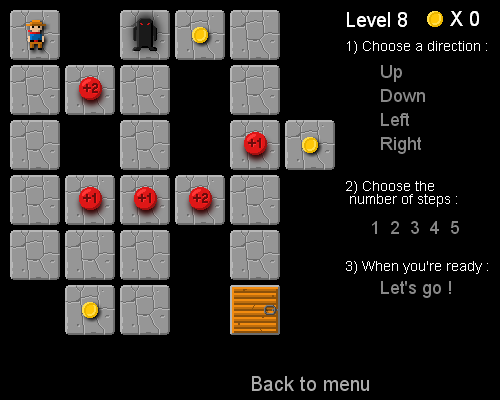 Level 8 X 0
1) Choose a direction :
Up
+2
Down
Left
+1
Right
2) Choose the
number of steps :
+1 +1 +2
1 2 3 4 5
3) When you're ready :
Let's go !
Back to menu